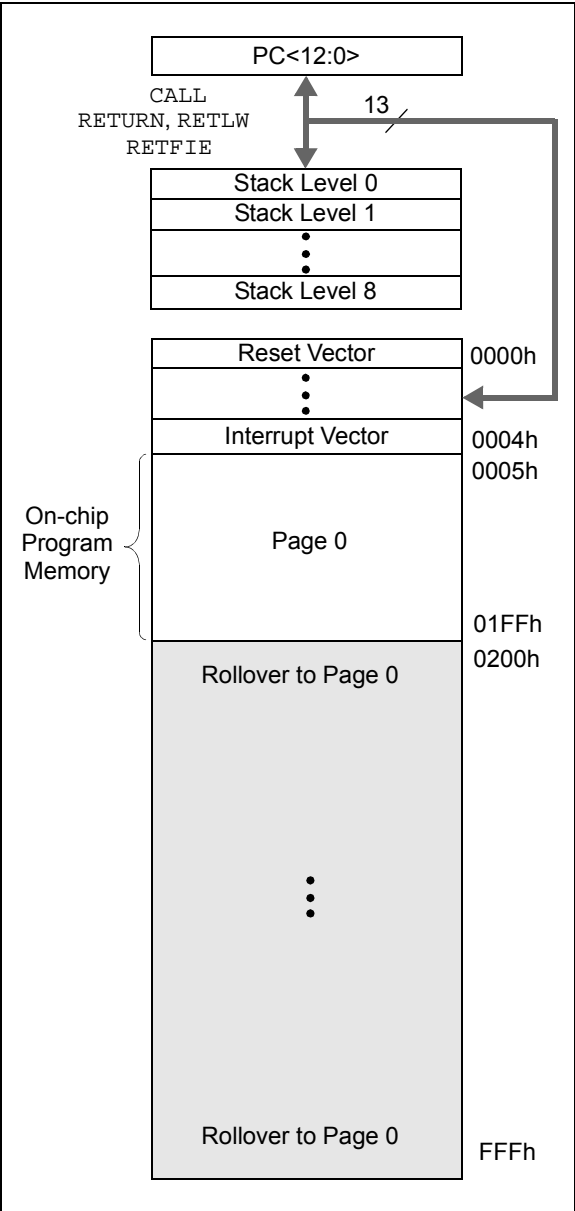 PC<12:0>
CALL
RETURN, RETLW
RETFIE
13
Stack Level 0
Stack Level 1
Stack Level 8
Reset Vector
0000h
Interrupt Vector
0004h
0005h
On-chip
Program
Memory
Page 0
01FFh
0200h
Rollover to Page 0
Rollover to Page 0
FFFh